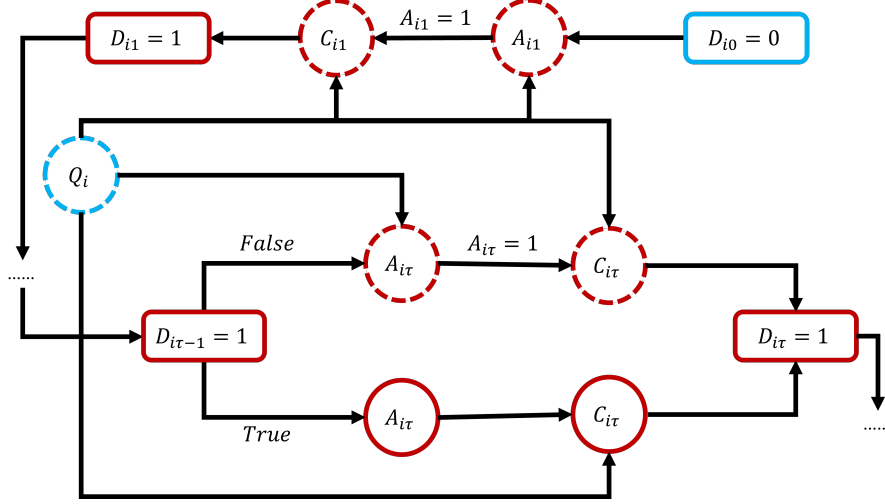 A_{i1} = 1
D_{i1} = 1
C_{i1}
A_{i1}
D_{i0} = 0
Q_i
False
A_{iτ} = 1
A_{iτ}
C_{iτ}
......
D_{iτ−1} = 1
D_{iτ} = 1
A_{iτ}
C_{iτ}
True
......